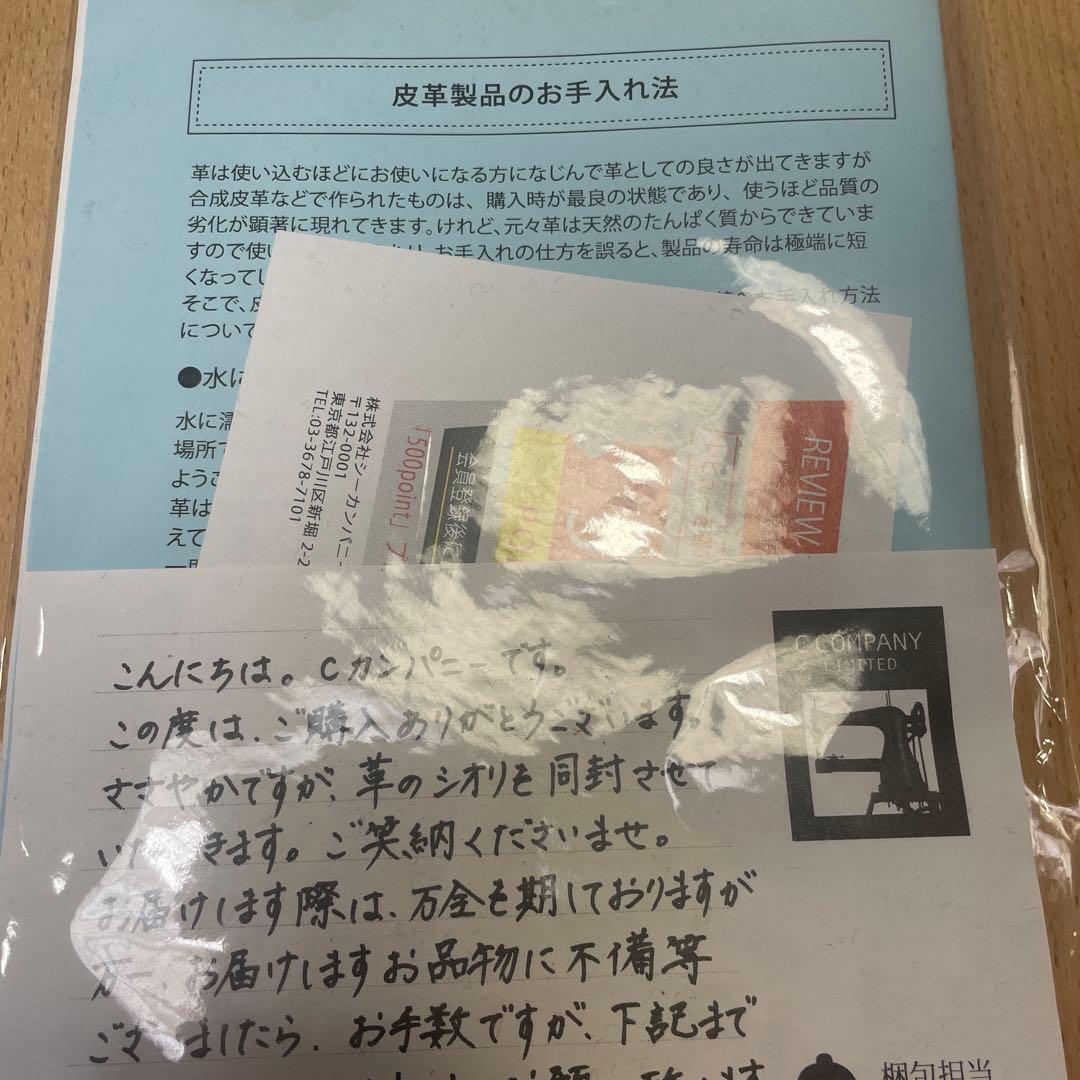 皮革製品のお手入れ法
革は使い込むほどにお使いになる方になじんで革としての良さが出てきますが
合成皮革などで作られたものは、購入時が最良の状態であり、使うほど品質の
劣化が顕著に現れてきます。けれど、元々革は天然のたんぱく質からできていま
すので使い お手入れの仕方を誤ると、製品の寿命は極端に短
くなってし
そこで、皮 お手入れ方法
について
●水に
水に濡
場所で
よう
革は
えて
株式会社シーカンパニー
〒132-0001
東京都江戸川区新堀 2-2
TEL:03-3678-7101
「500point」プ
会員登録後に
REVIEW
C COMPANY
LIMITED
こんにちは。Cカンパニーです。
この度は、ご購入ありがとうございます。
ささやかですが、革のシオリを同封させて
いただきます。ご笑納くださいませ。
お届けします際は、万全を期しておりますが
万一、お届けしますお品物に不備等
ございましたら、お手数ですが、下記まで
梱包担当